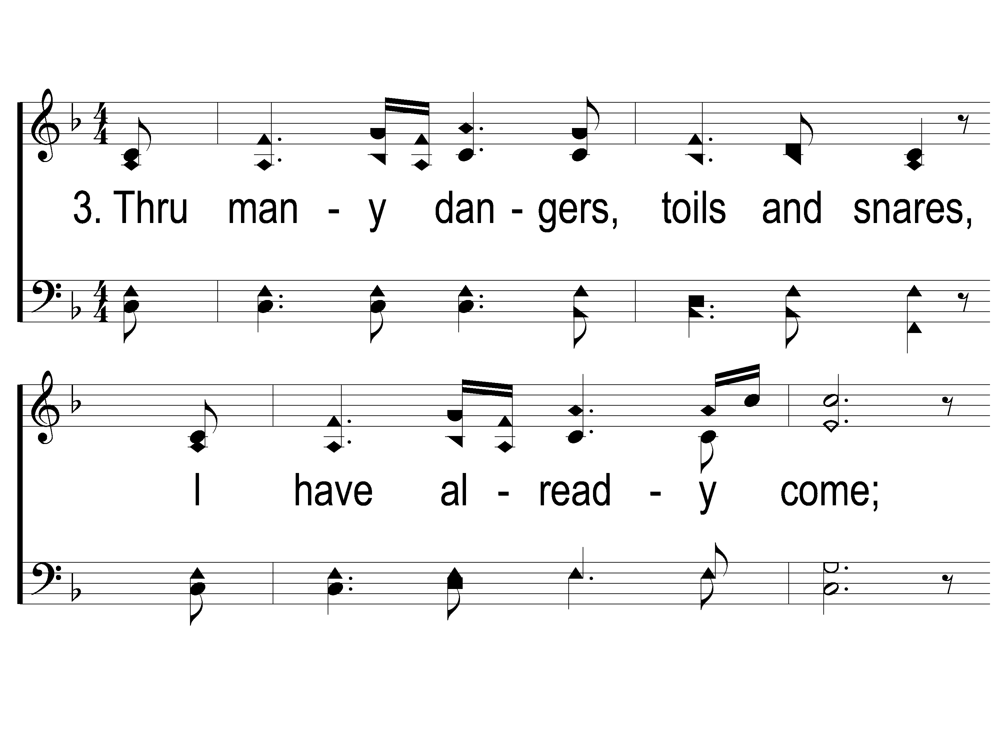 3. Thru man - y dan - gers, toils and snares,
I have al - read - y come;